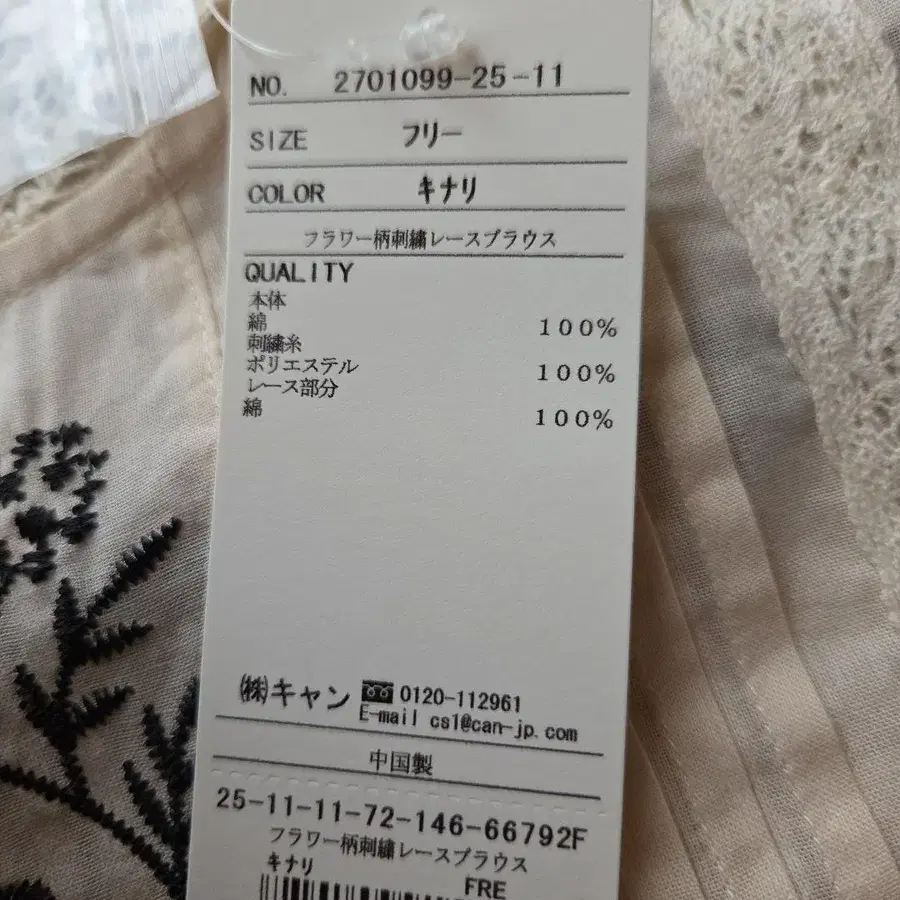 NO. 2701099-25-11
SIZE フリー
COLOR キナリ
フラワー柄刺繍レースブラウス
QUALITY
本体
綿 100%
刺繍糸
ポリエステル 100%
レース部分
綿 100%
㈱キャン 0120-112961
E-mail cs1@can-jp.com
中国製
25-11-11-72-146-66792F
フラワー柄刺繍レースブラウス
キナリ
FRE